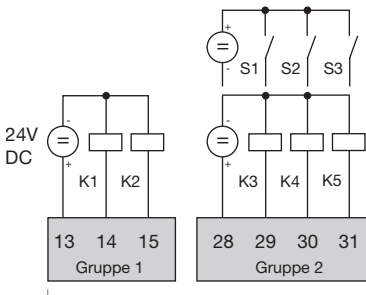 +
-
S1 S2 S3
-
+
24V
DC
K1 K2
-
+
K3 K4 K5
13 14 15
Gruppe 1
28 29 30 31
Gruppe 2